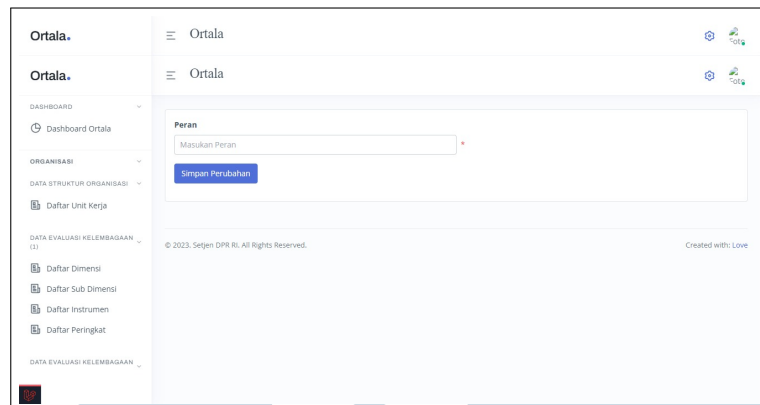 Ortala.
Ortala
Foto
Ortala.
Ortala
Foto
DASHBOARD
Dashboard Ortala
ORGANISASI
DATA STRUKTUR ORGANISASI
Daftar Unit Kerja
DATA EVALUASI KELEMBAGAAN
(1)
Daftar Dimensi
Daftar Sub Dimensi
Daftar Instrumen
Daftar Peringkat
DATA EVALUASI KELEMBAGAAN
Peran
Masukan Peran *
Simpan Perubahan
© 2023. Setjen DPR RI. All Rights Reserved.
Created with: Love